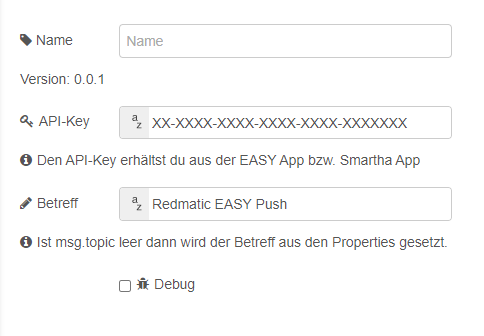 Name
Name
Version: 0.0.1
API-Key
az
XX-XXXX-XXXX-XXXX-XXXX-XXXXXXX
Den API-Key erhältst du aus der EASY App bzw. Smartha App
Betreff
az
Redmatic EASY Push
Ist msg.topic leer dann wird der Betreff aus den Properties gesetzt.
Debug